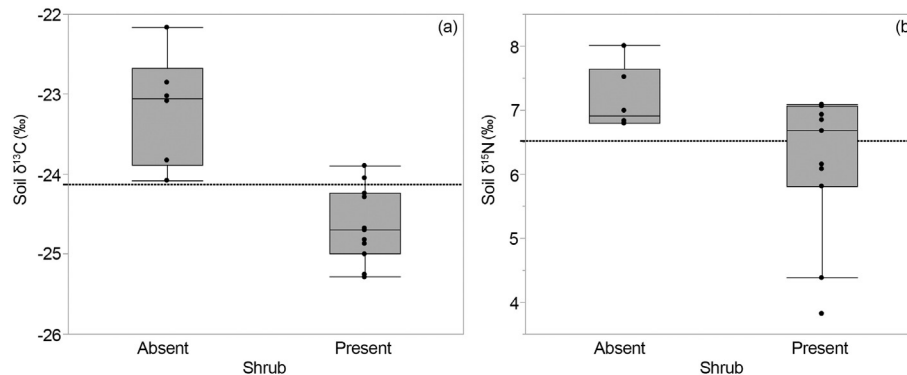 (a)
-22
-23
-24
-25
-26
Soil δ¹³C (‰)
Absent
Present
Shrub
(b
8
7
6
5
4
Soil δ¹⁵N (‰)
Absent
Present
Shrub